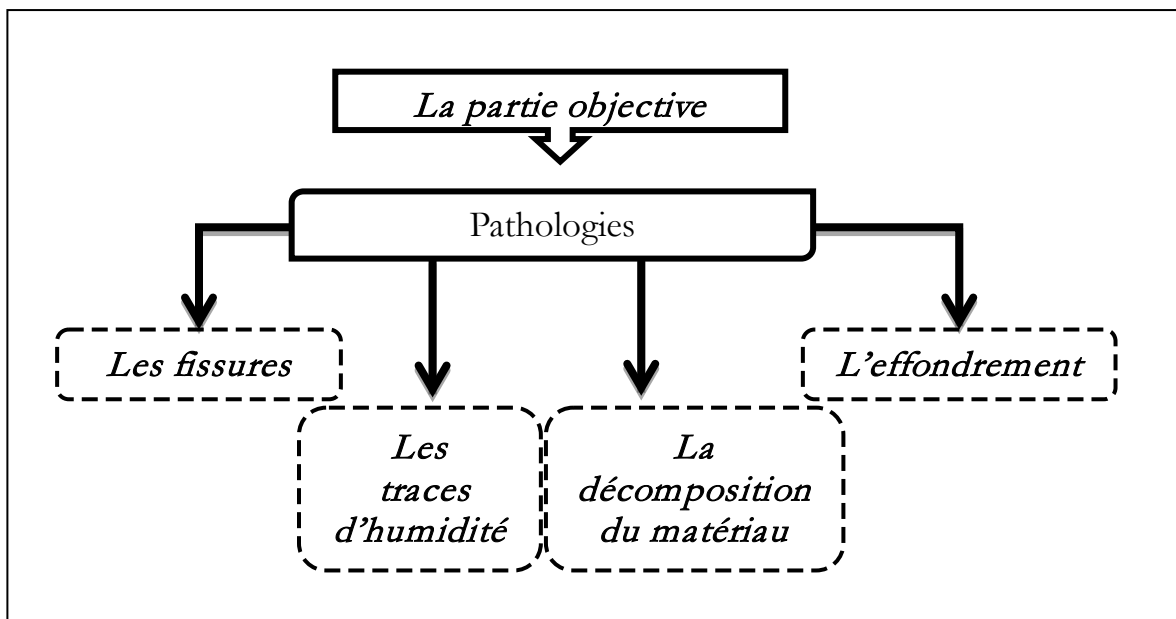 La partie objective
Pathologies
Les fissures
L'effondrement
Les
traces
d'humidité
La
décomposition
du matériau